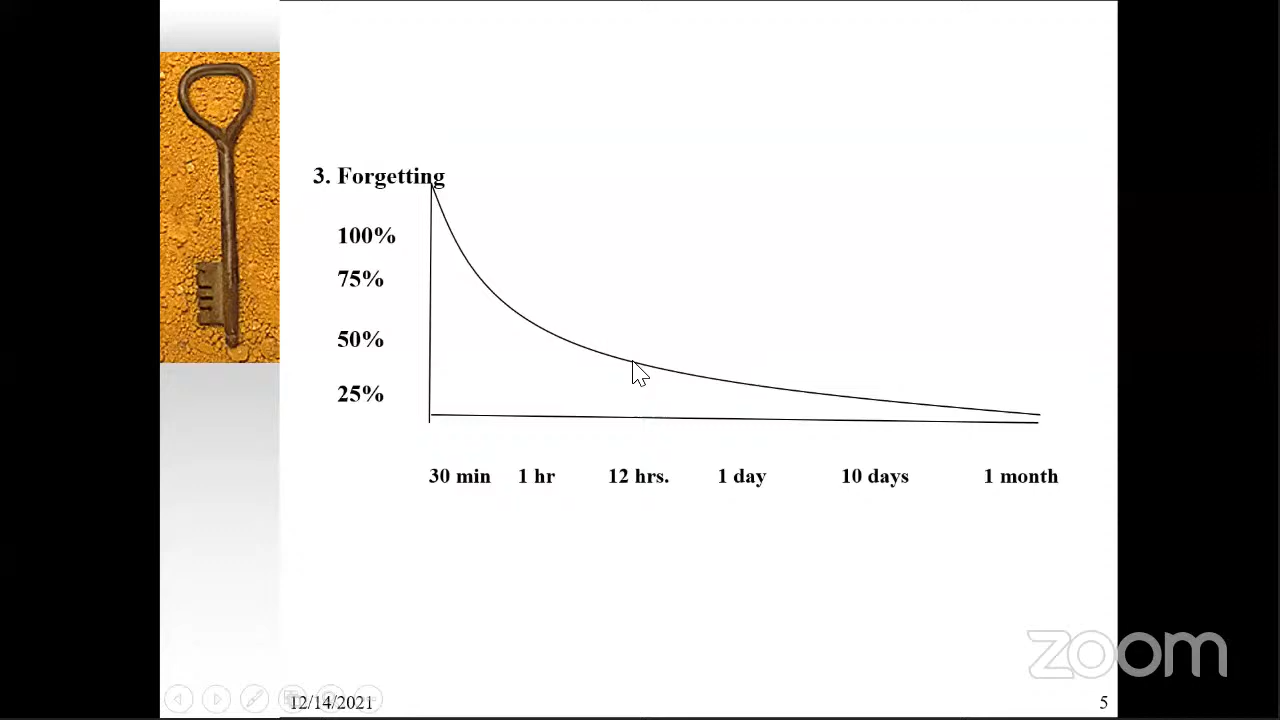 3. Forgetting
100%
75%
50%
25%
30 min 1 hr 12 hrs. 1 day 10 days 1 month
zoom
12/14/2021 5